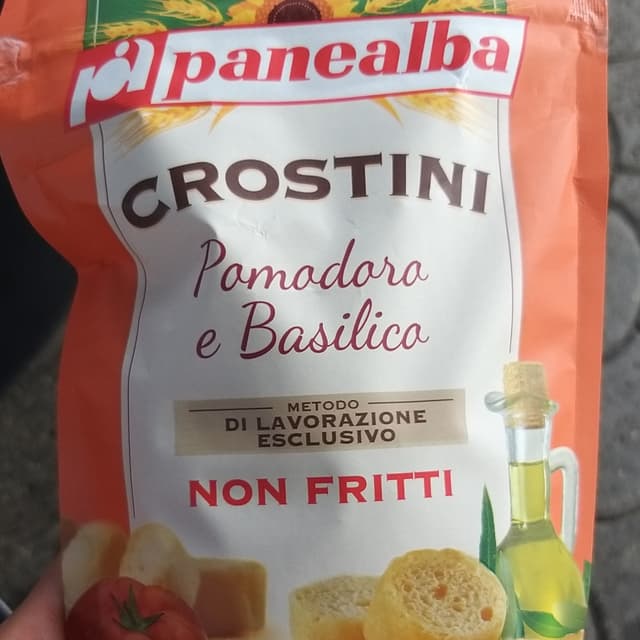 panealba
CROSTINI
Pomodoro
e Basilico
METODO
DI LAVORAZIONE
ESCLUSIVO
NON FRITTI